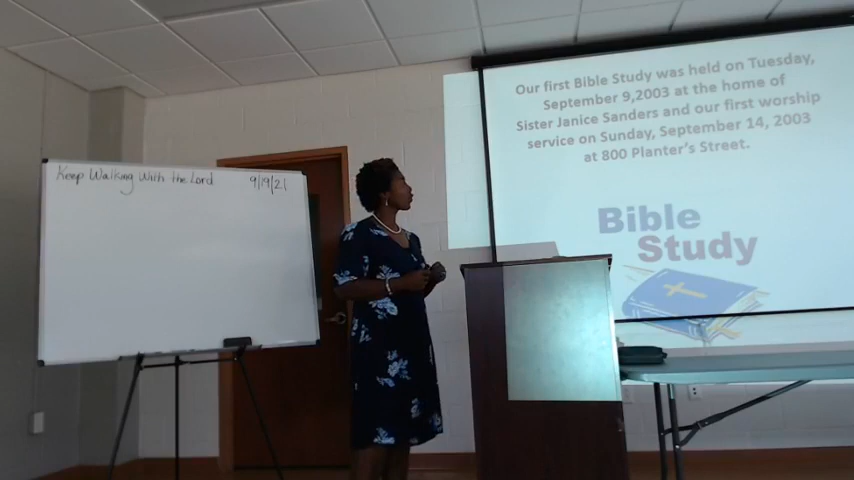 Keep Walking With the Lord 9/19/21
Our first Bible Study was held on Tuesday,
September 9,2003 at the home of
Sister Janice Sanders and our first worship
service on Sunday, September 14, 2003
at 800 Planter's Street.
Bible
Study